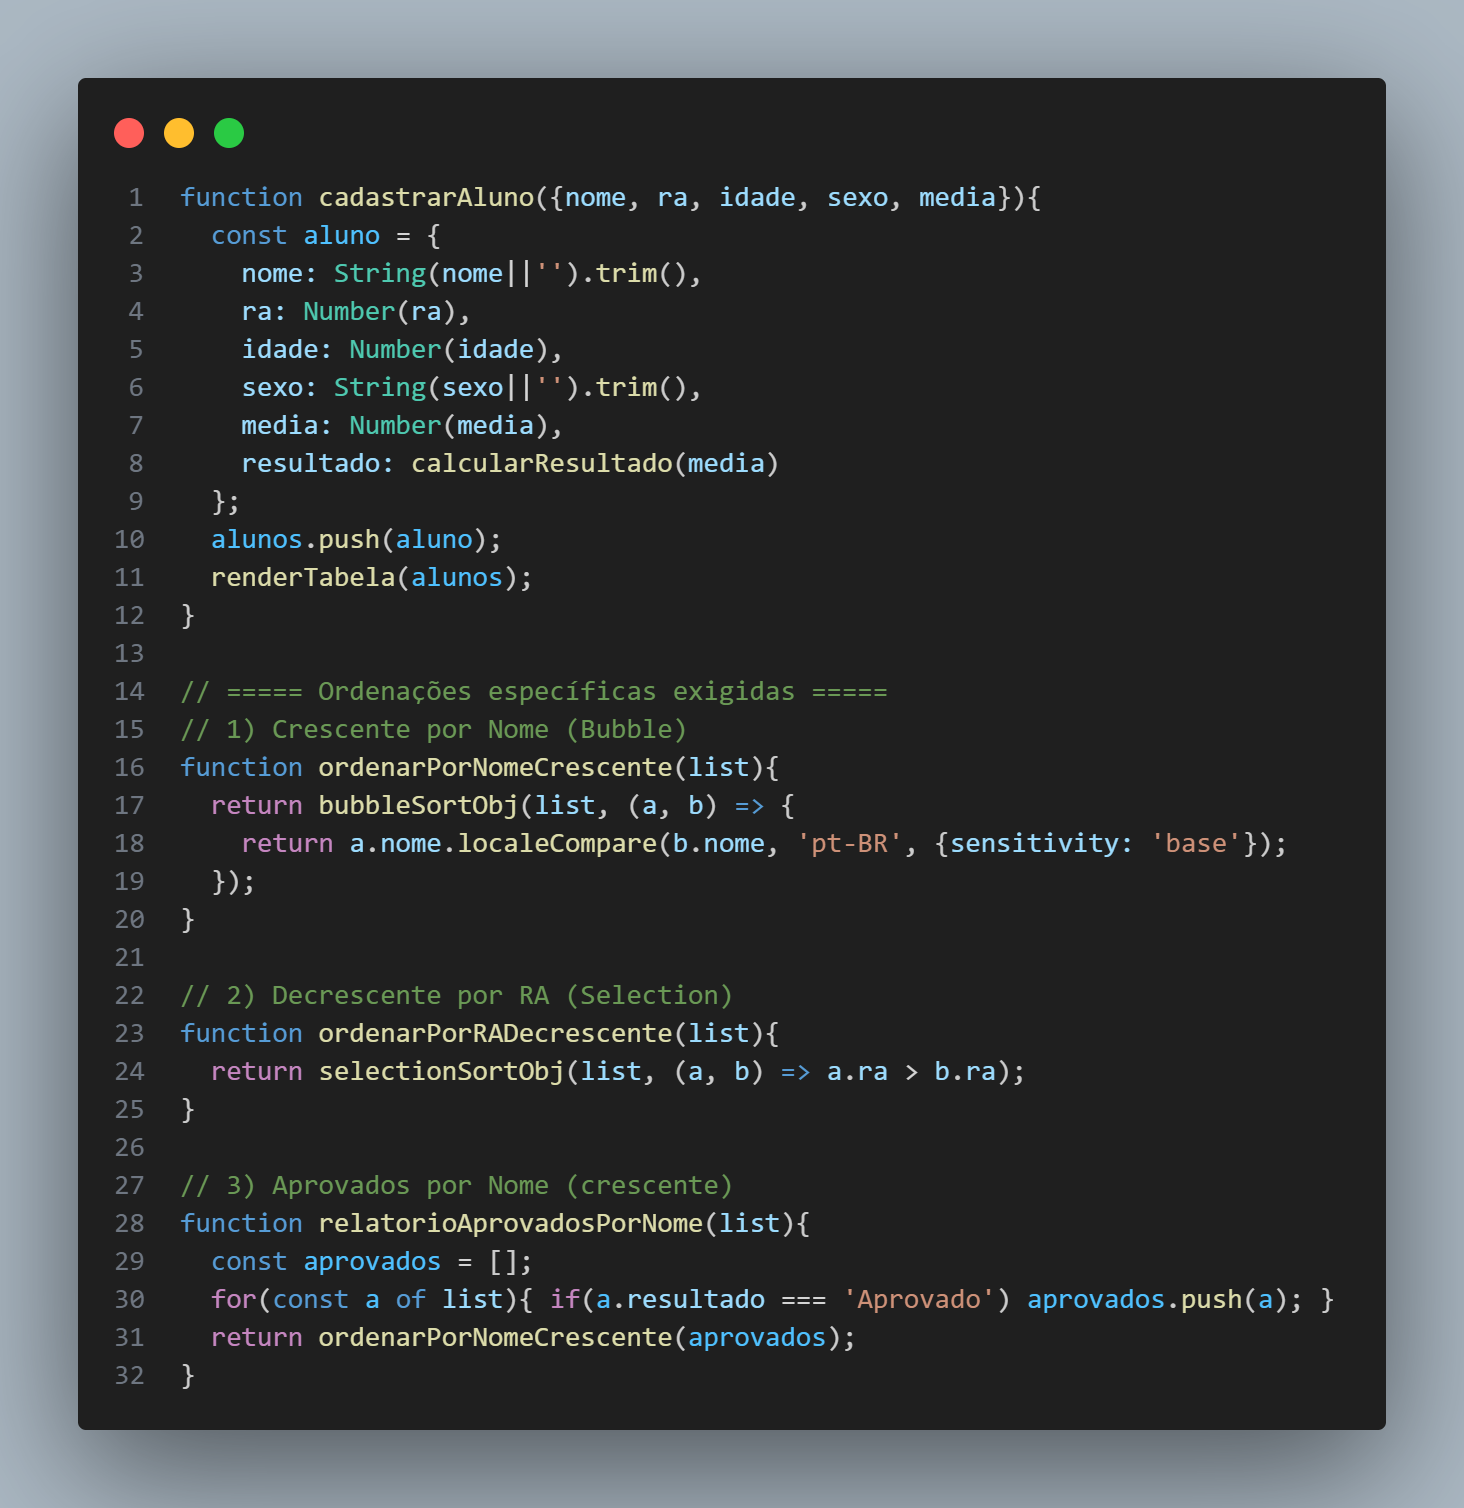 1 function cadastrarAluno({nome, ra, idade, sexo, media}){
2   const aluno = {
3     nome: String(nome||'').trim(),
4     ra: Number(ra),
5     idade: Number(idade),
6     sexo: String(sexo||'').trim(),
7     media: Number(media),
8     resultado: calcularResultado(media)
9   };
10   alunos.push(aluno);
11   renderTabela(alunos);
12 }
13
14 // ===== Ordenações específicas exigidas =====
15 // 1) Crescente por Nome (Bubble)
16 function ordenarPorNomeCrescente(list){
17   return bubbleSortObj(list, (a, b) => {
18     return a.nome.localeCompare(b.nome, 'pt-BR', {sensitivity: 'base'});
19   });
20 }
21
22 // 2) Decrescente por RA (Selection)
23 function ordenarPorRADecrescente(list){
24   return selectionSortObj(list, (a, b) => a.ra > b.ra);
25 }
26
27 // 3) Aprovados por Nome (crescente)
28 function relatorioAprovadosPorNome(list){
29   const aprovados = [];
30   for(const a of list){ if(a.resultado === 'Aprovado') aprovados.push(a); }
31   return ordenarPorNomeCrescente(aprovados);
32 }